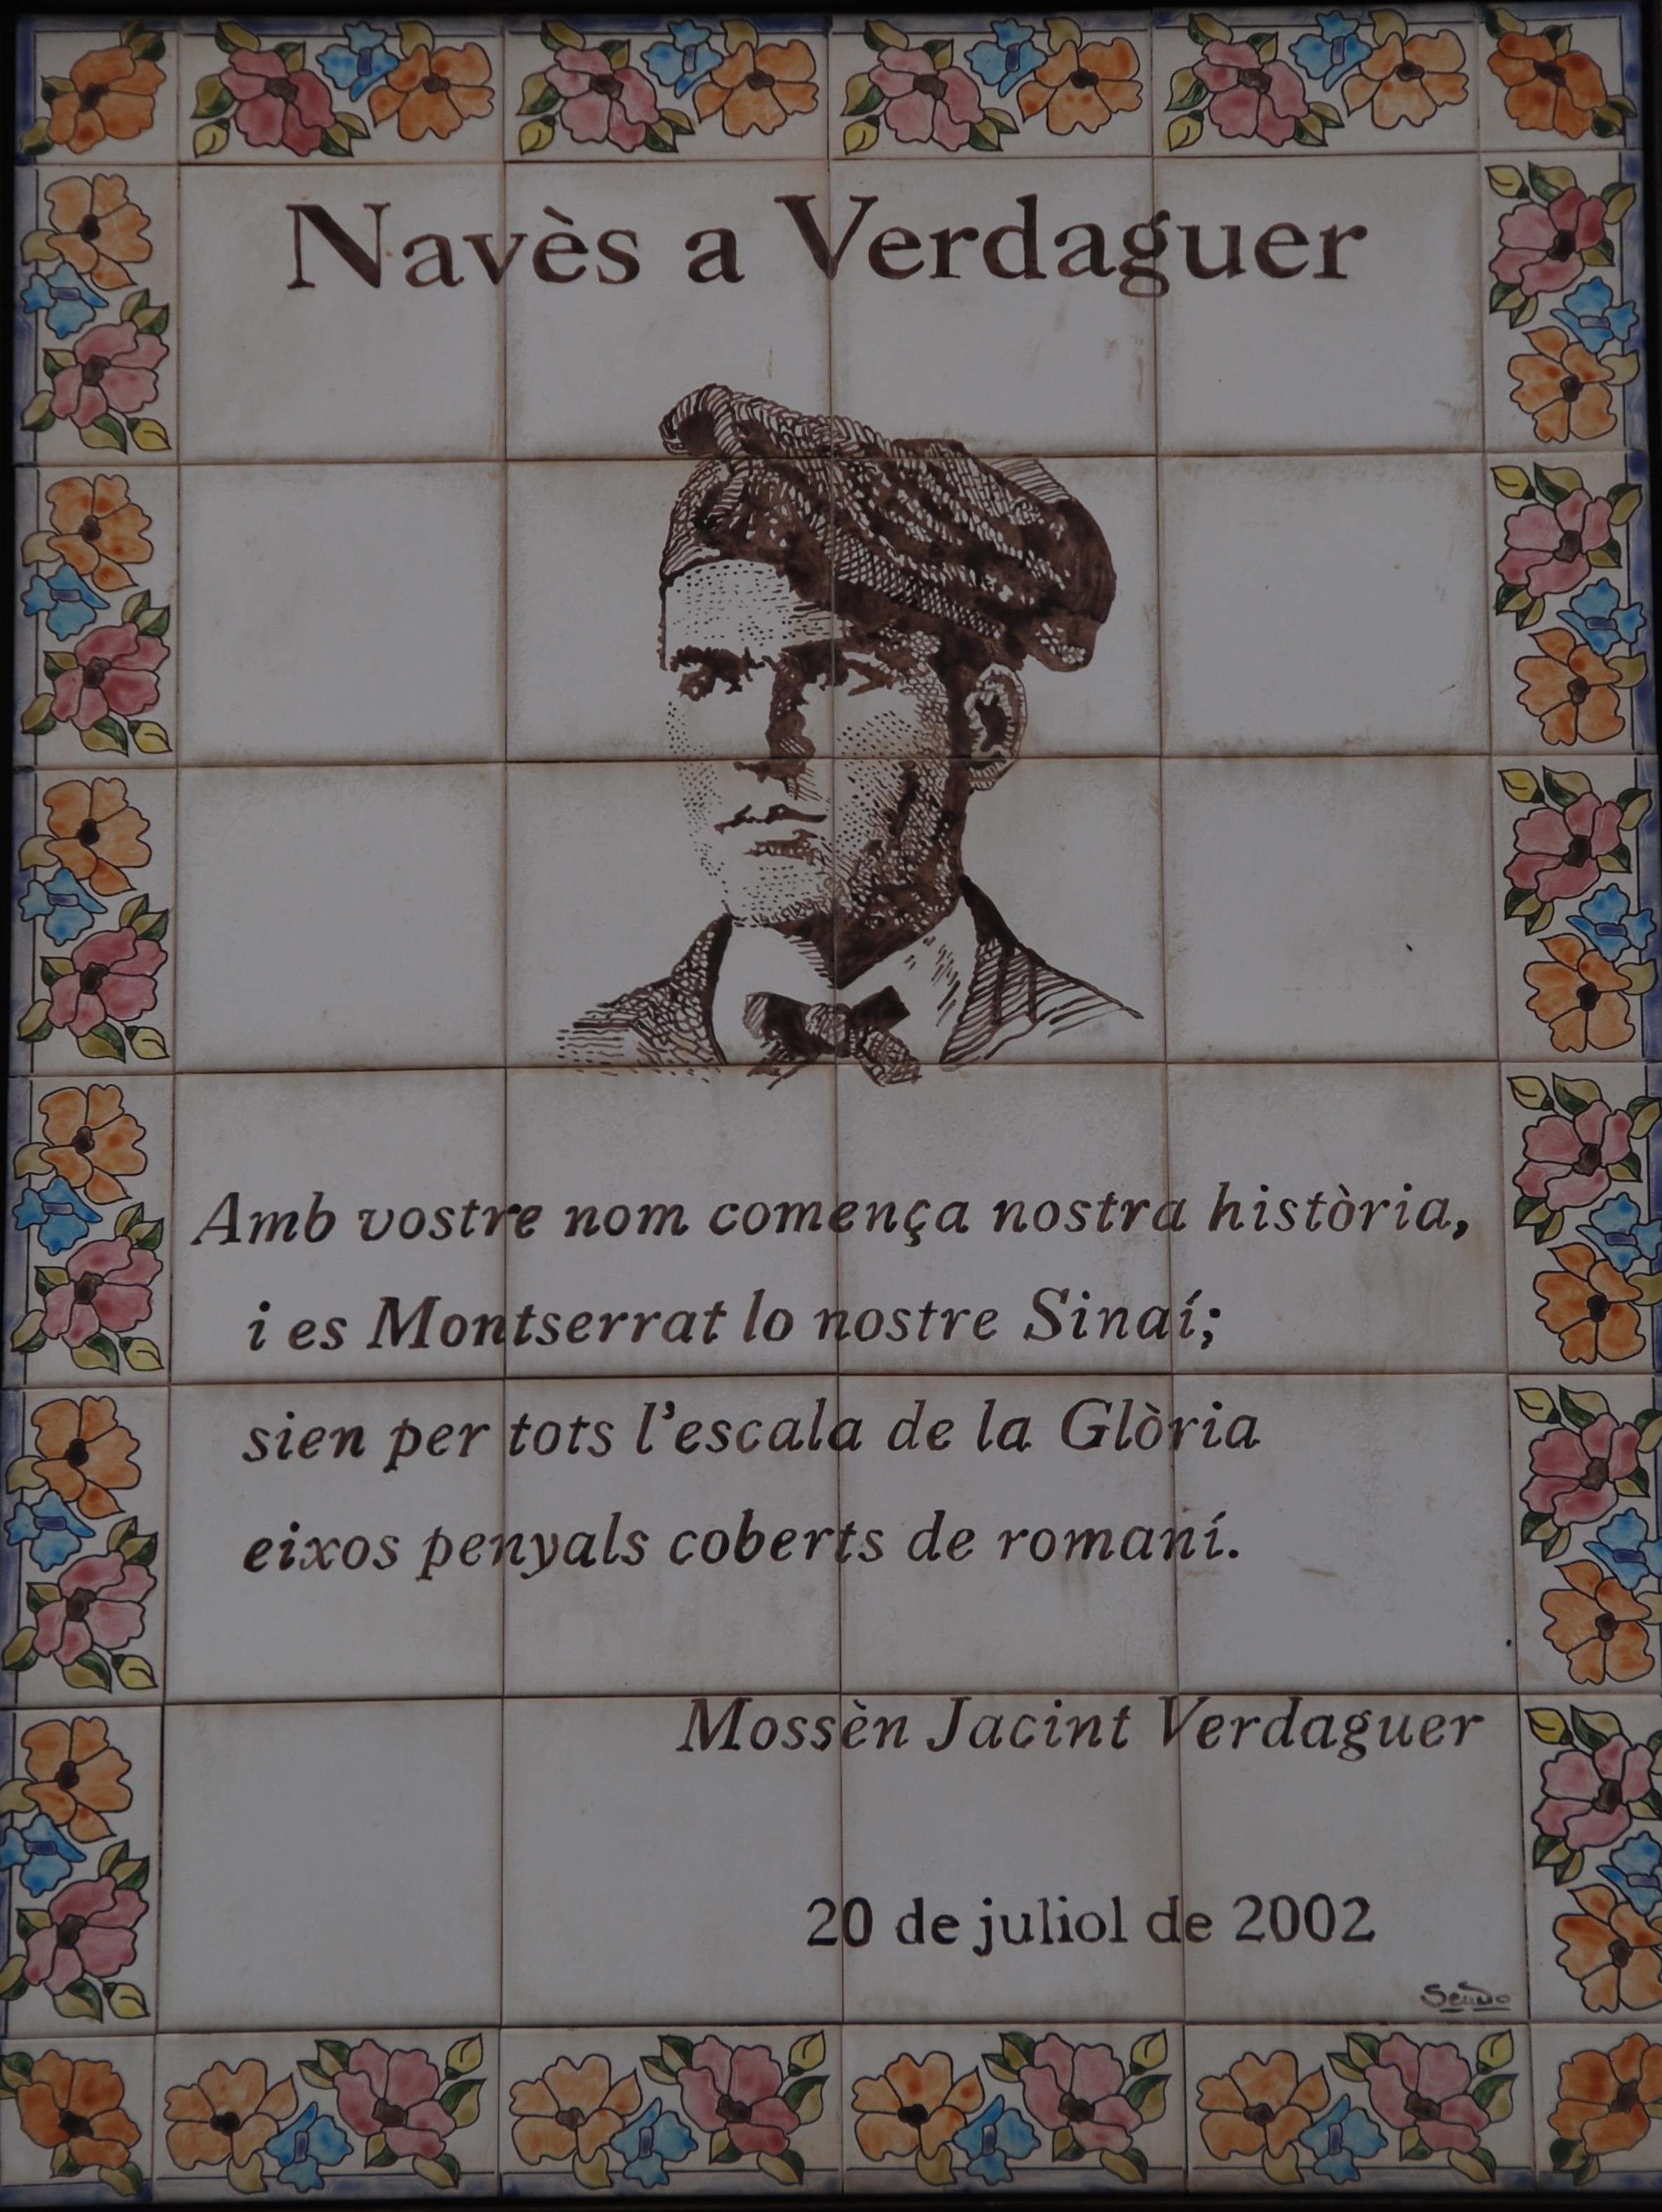 Navès a Verdaguer
Amb vostre nom comença nostra història,
i es Montserrat lo nostre Sinaí;
sien per tots l'escala de la Glòria
eixos penyals coberts de romaní.
Mossèn Jacint Verdaguer
20 de juliol de 2002